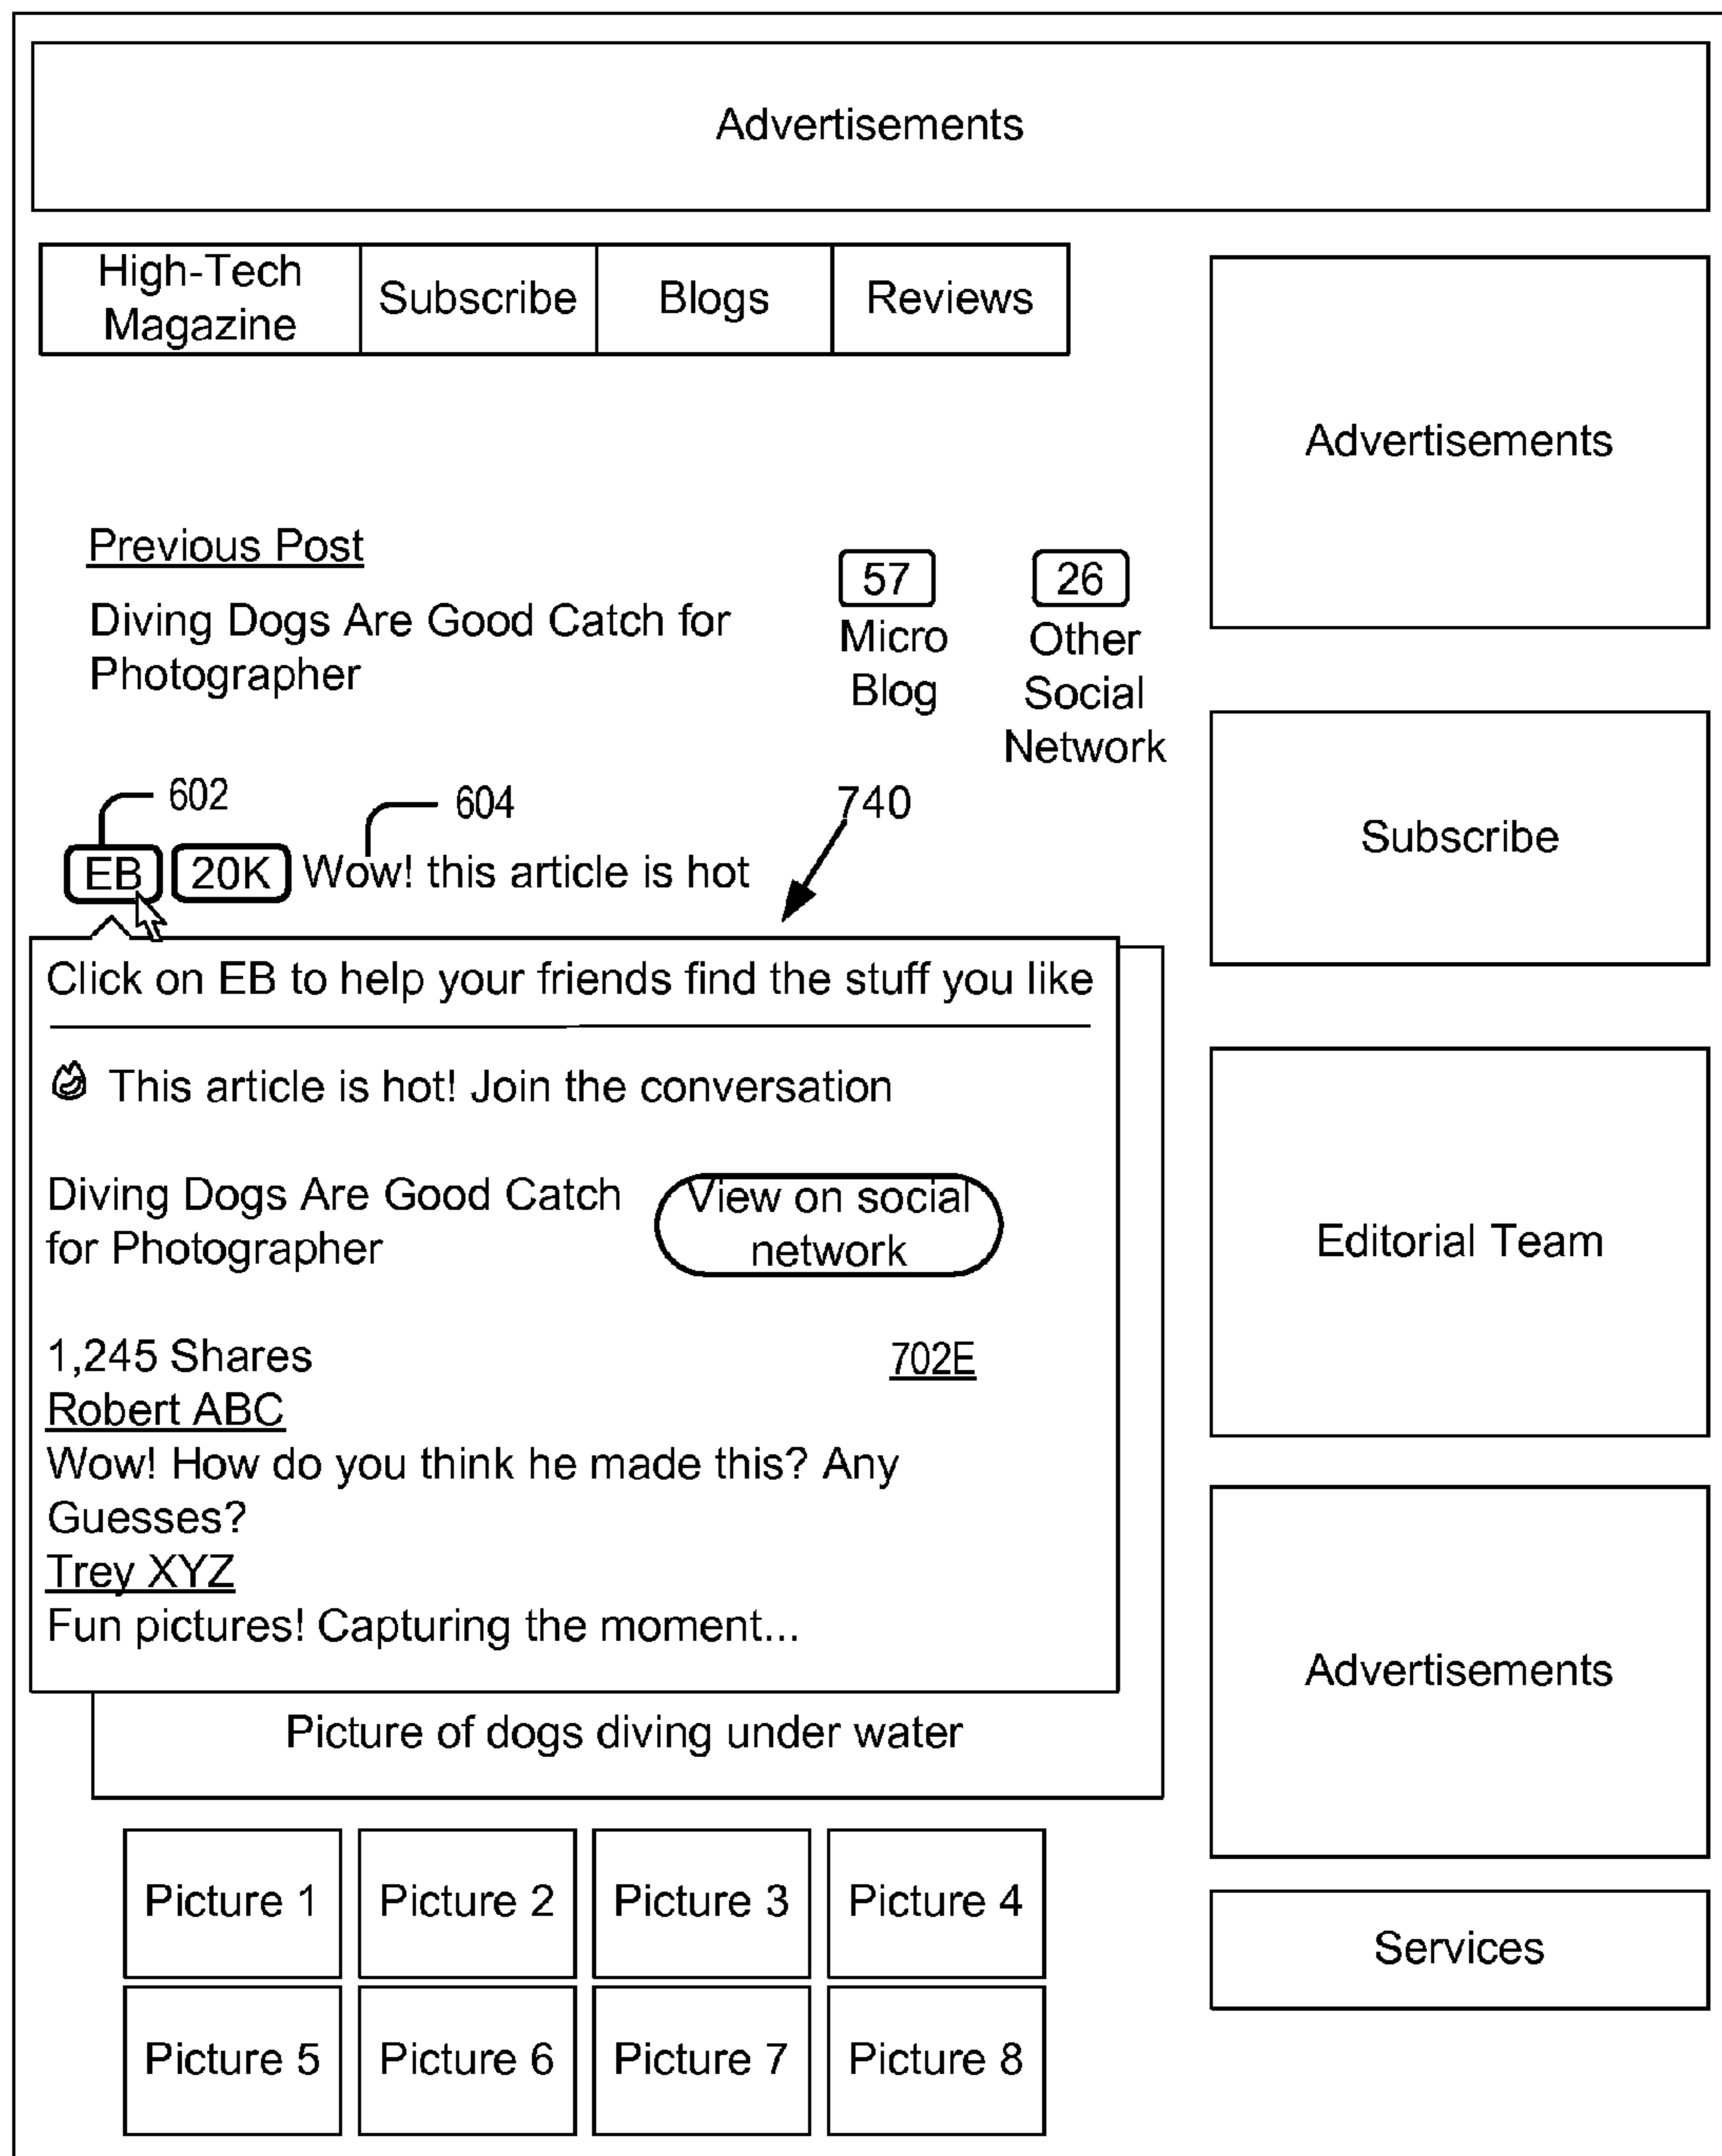 Advertisements
High-Tech
Magazine
Subscribe
Blogs
Reviews
Advertisements
Previous Post
Diving Dogs Are Good Catch for
Photographer
57
Micro
Blog
26
Other
Social
Network
Subscribe
602
604
740
EB
20K
Wow! this article is hot
Click on EB to help your friends find the stuff you like
This article is hot! Join the conversation
Diving Dogs Are Good Catch
for Photographer
View on social
network
Editorial Team
1,245 Shares
702E
Robert ABC
Wow! How do you think he made this? Any
Guesses?
Trey XYZ
Fun pictures! Capturing the moment...
Advertisements
Picture of dogs diving under water
Picture 1
Picture 2
Picture 3
Picture 4
Services
Picture 5
Picture 6
Picture 7
Picture 8